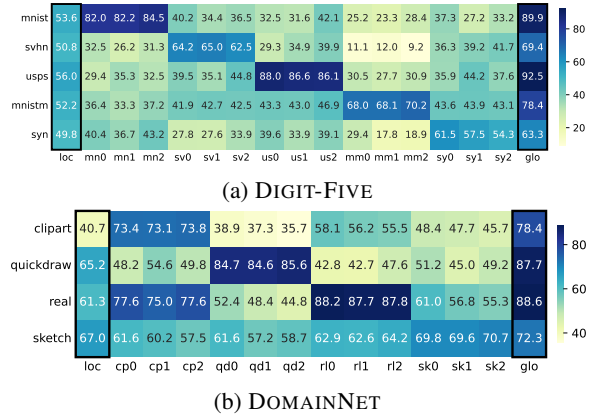 mnist 53.6 82.0 82.2 84.5 40.2 34.4 36.5 32.5 31.6 42.1 25.2 23.3 28.4 37.3 27.2 33.2 89.9
svhn 50.8 32.5 26.2 31.3 64.2 65.0 62.5 29.3 34.9 39.9 11.1 12.0 9.2 36.3 39.2 41.7 69.4
usps 56.0 29.4 35.3 32.5 39.5 35.1 44.8 88.0 86.6 86.1 30.5 27.7 30.9 35.9 44.2 37.6 92.5
mnistm 52.2 36.4 33.3 37.2 41.9 42.7 42.5 43.3 43.0 46.9 68.0 68.1 70.2 43.6 43.9 43.1 78.4
syn 49.8 40.4 36.7 43.2 27.8 27.6 33.9 39.6 33.9 39.1 29.4 17.8 18.9 61.5 57.5 54.3 63.3
loc mn0 mn1 mn2 sv0 sv1 sv2 us0 us1 us2 mm0 mm1 mm2 sy0 sy1 sy2 glo
80
60
40
20
(a) DIGIT-FIVE
clipart 40.7 73.4 73.1 73.8 38.9 37.3 35.7 58.1 56.2 55.5 48.4 47.7 45.7 78.4
quickdraw 65.2 48.2 54.6 49.8 84.7 84.6 85.6 42.8 42.7 47.6 51.2 45.0 49.2 87.7
real 61.3 77.6 75.0 77.6 52.4 48.4 44.8 88.2 87.7 87.8 61.0 56.8 55.3 88.6
sketch 67.0 61.6 60.2 57.5 61.6 57.2 58.7 62.9 62.6 64.2 69.8 69.6 70.7 72.3
loc cp0 cp1 cp2 qd0 qd1 qd2 rl0 rl1 rl2 sk0 sk1 sk2 glo
80
60
40
(b) DOMAINNET